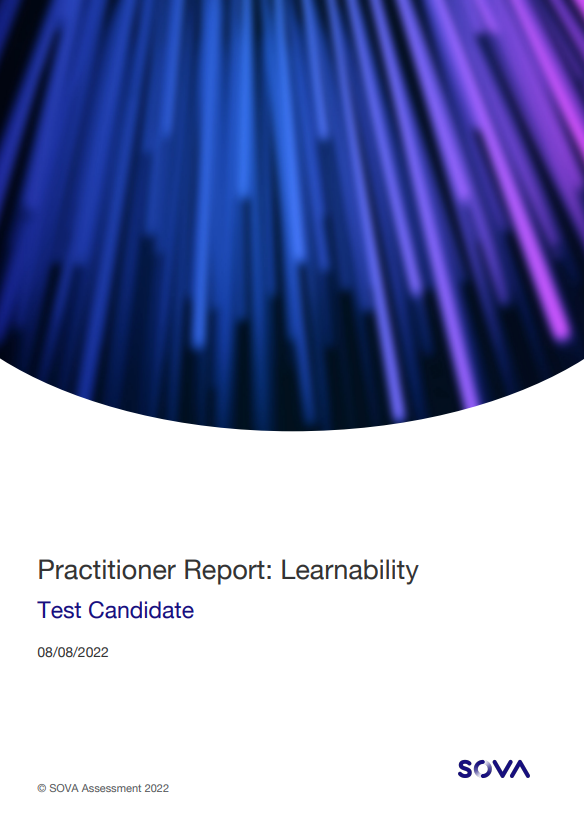 Practitioner Report: Learnability
Test Candidate
08/08/2022
SOVA
© SOVA Assessment 2022